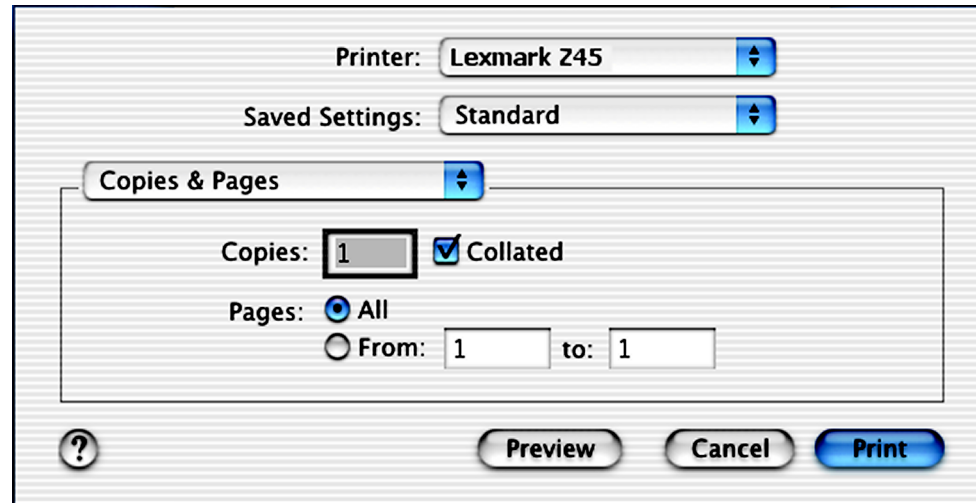 Printer: Lexmark Z45
Saved Settings: Standard
Copies & Pages
Copies: 1 Collated
Pages: All
From: 1 to: 1
? Preview Cancel Print